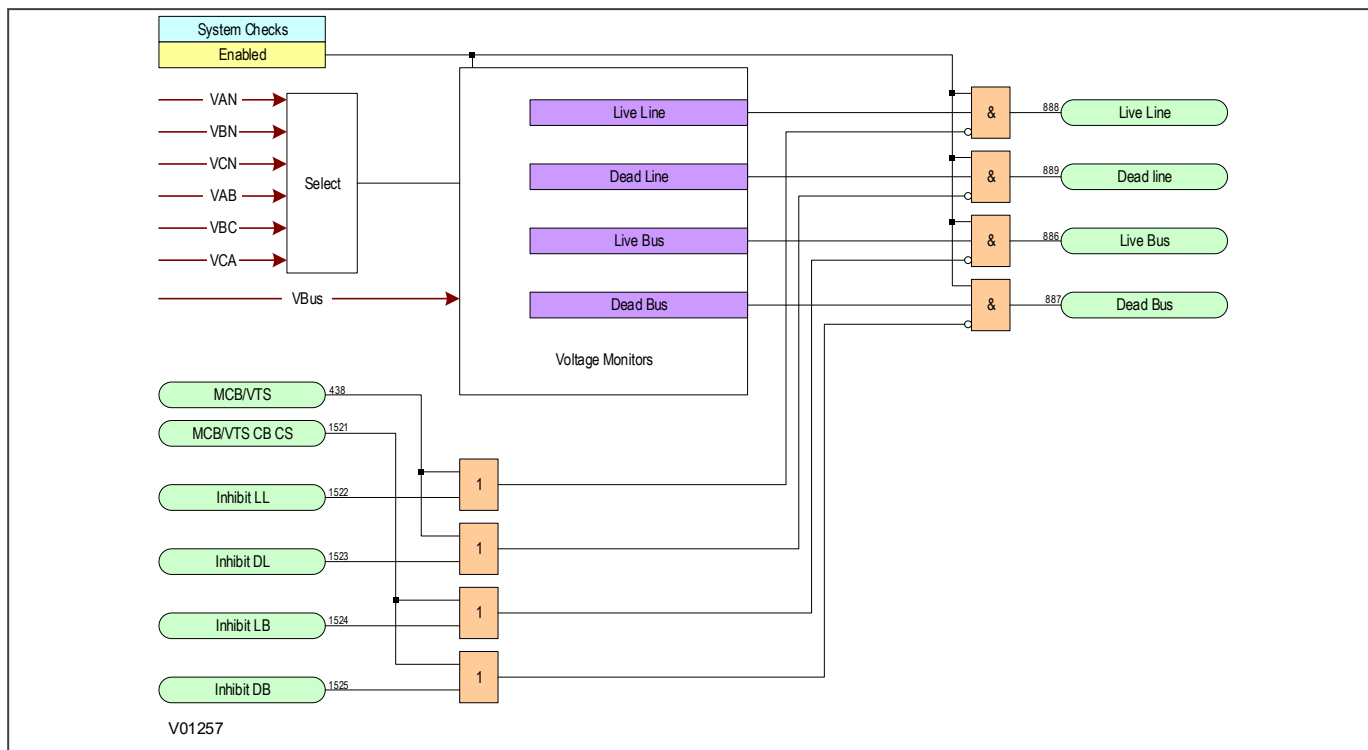 System Checks
Enabled
VAN
VBN
VCN
VAB
VBC
VCA
Select
VBus
Live Line
Dead Line
Live Bus
Dead Bus
Voltage Monitors
&
888
Live Line
&
889
Dead line
&
886
Live Bus
&
887
Dead Bus
MCB/VTS
438
MCB/VTS CB CS
1521
Inhibit LL
1522
1
Inhibit DL
1523
1
Inhibit LB
1524
1
Inhibit DB
1525
1
V01257